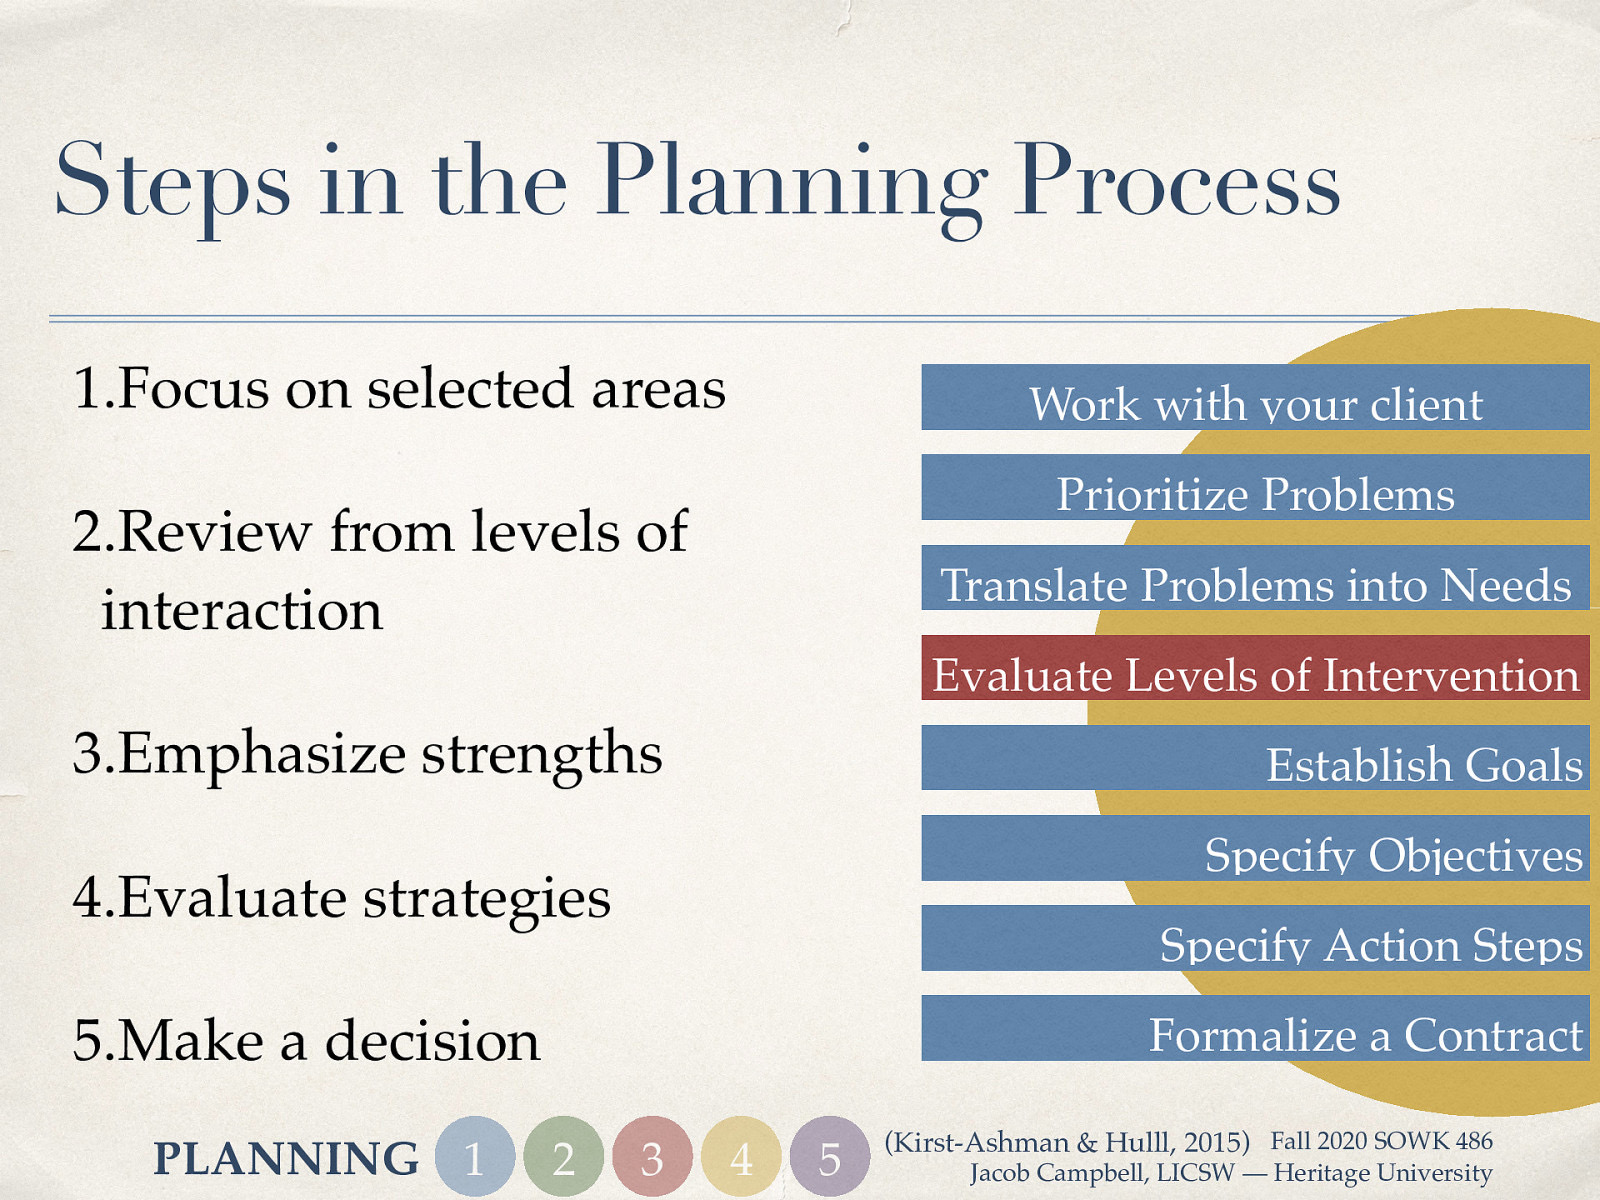 Steps in the Planning Process
1.Focus on selected areas
2.Review from levels of
interaction
3.Emphasize strengths
4.Evaluate strategies
5.Make a decision
Work with your client
Prioritize Problems
Translate Problems into Needs
Evaluate Levels of Intervention
Establish Goals
Specify Objectives
Specify Action Steps
Formalize a Contract
PLANNING 1 2 3 4 5
(Kirst-Ashman & Hulll, 2015) Fall 2020 SOWK 486
Jacob Campbell, LICSW — Heritage University